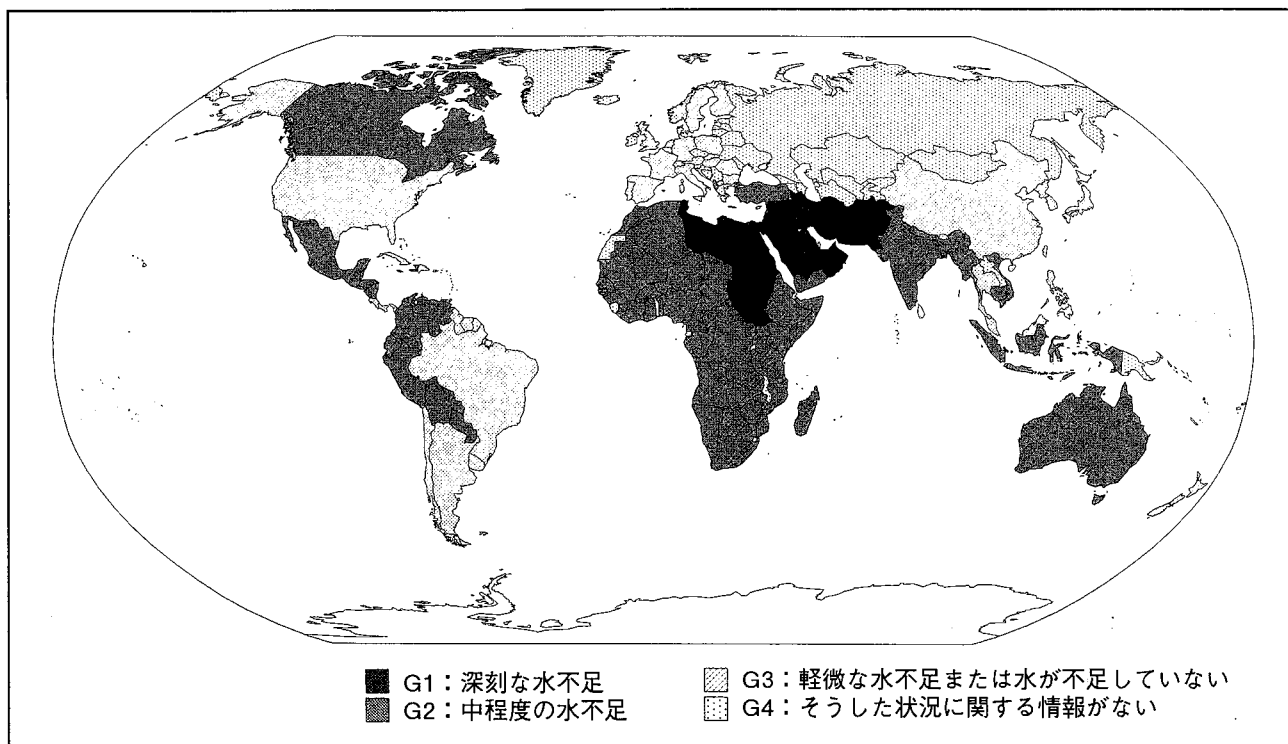 G1：深刻な水不足
G2：中程度の水不足
G3：軽微な水不足または水が不足していない
G4：そうした状況に関する情報がない